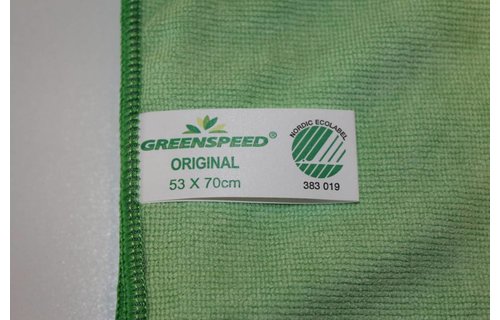 GREENSPEED®
ORIGINAL
53 X 70cm
NORDIC ECOLABEL
383 019